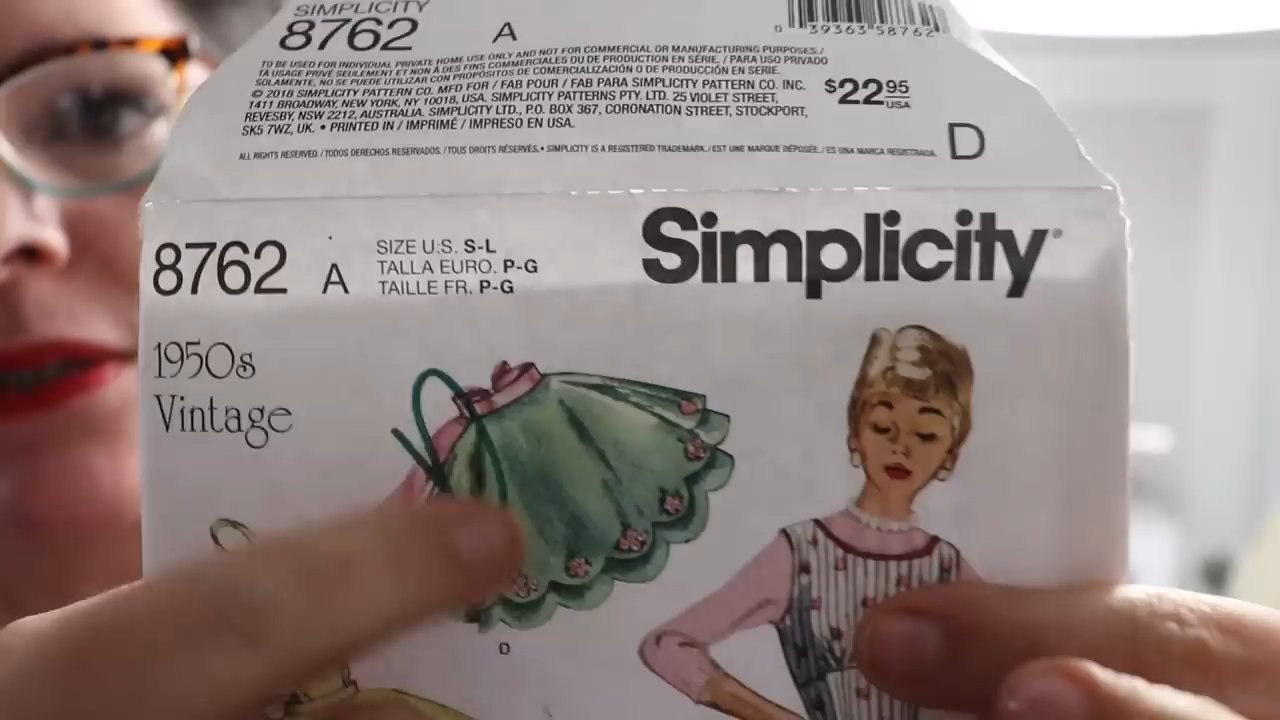 SIMPLICITY
8762 A
0 39363 58762
TO BE USED FOR INDIVIDUAL PRIVATE HOME USE ONLY AND NOT FOR COMMERCIAL OR MANUFACTURING PURPOSES./
TA USAGE PRIVÉ SEULEMENT ET NON À DES FINS COMMERCIALES OU DE PRODUCTION EN SÉRIE. / PARA USO PRIVADO
SOLAMENTE, NO SE PUEDE UTILIZAR CON PROPÓSITOS DE COMERCIALIZACIÓN O DE PRODUCCIÓN EN SERIE.
© 2018 SIMPLICITY PATTERN CO. MFD FOR / FAB POUR / FAB PARA SIMPLICITY PATTERN CO. INC.
1411 BROADWAY, NEW YORK, NY 10018, USA. SIMPLICITY PATTERNS PTY. LTD. 25 VIOLET STREET,
REVESBY, NSW 2212, AUSTRALIA. SIMPLICITY LTD., P.O. BOX 367, CORONATION STREET, STOCKPORT,
SK5 7WZ, UK. • PRINTED IN / IMPRIMÉ / IMPRESO EN USA.
$22.95
USA
ALL RIGHTS RESERVED. / TODOS DERECHOS RESERVADOS. / TOUS DROITS RÉSERVÉS. • SIMPLICITY IS A REGISTERED TRADEMARK. / EST UNE MARQUE DÉPOSÉE. / ES UNA MARCA REGISTRADA.
D
8762 A
SIZE U.S. S-L
TALLA EURO. P-G
TAILLE FR. P-G
Simplicity®
1950s
Vintage
D